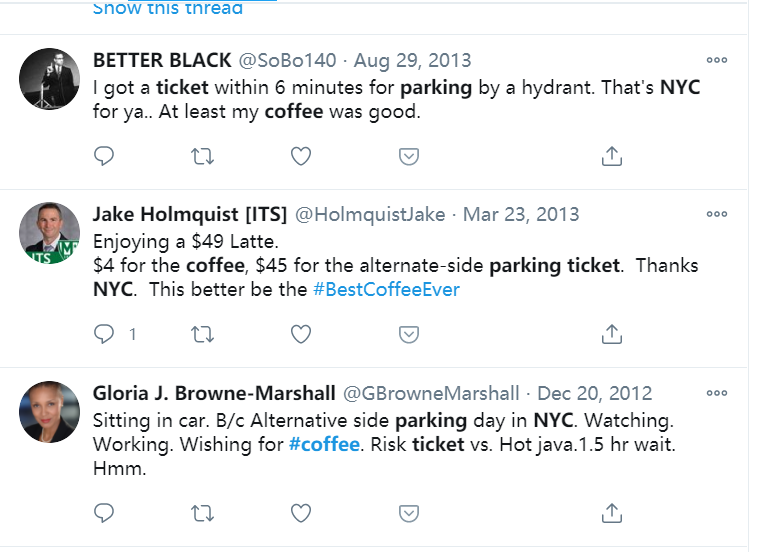 Show this thread
BETTER BLACK @SoBo140 · Aug 29, 2013
I got a ticket within 6 minutes for parking by a hydrant. That's NYC
for ya.. At least my coffee was good.
Jake Holmquist [ITS] @HolmquistJake · Mar 23, 2013
Enjoying a $49 Latte.
$4 for the coffee, $45 for the alternate-side parking ticket.  Thanks
NYC.  This better be the #BestCoffeeEver
1
ITS
Gloria J. Browne-Marshall @GBrowneMarshall · Dec 20, 2012
Sitting in car. B/c Alternative side parking day in NYC. Watching.
Working. Wishing for #coffee. Risk ticket vs. Hot java.1.5 hr wait.
Hmm.